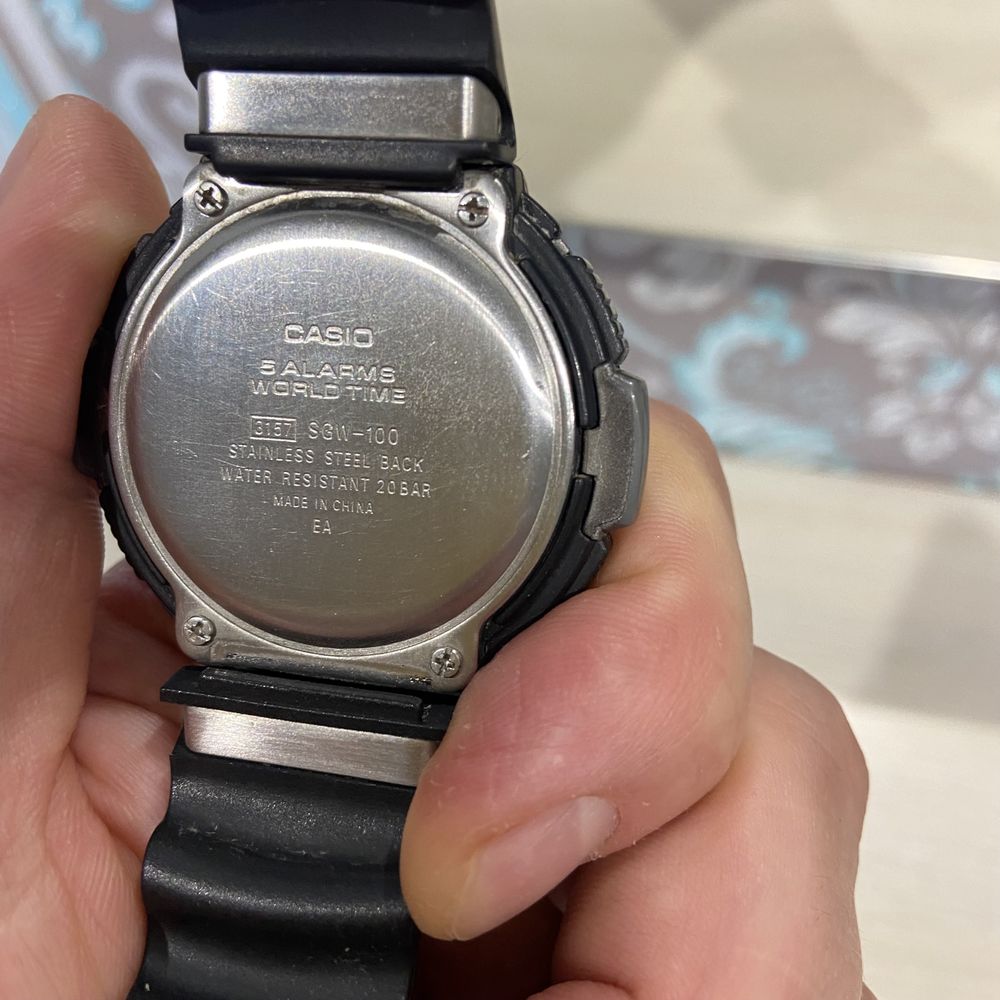 CASIO
5 ALARMS
WORLD TIME
3157 SGW-100
STAINLESS STEEL BACK
WATER RESISTANT 20BAR
MADE IN CHINA
EA